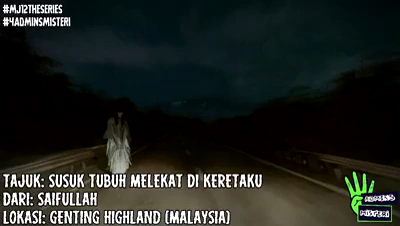 #MJ12THESERIES
#4ADMINSMISTERI
TAJUK: SUSUK TUBUH MELEKAT DI KERETAKU
DARI: SAIFULLAH
LOKASI: GENTING HIGHLAND (MALAYSIA)
MISTERI